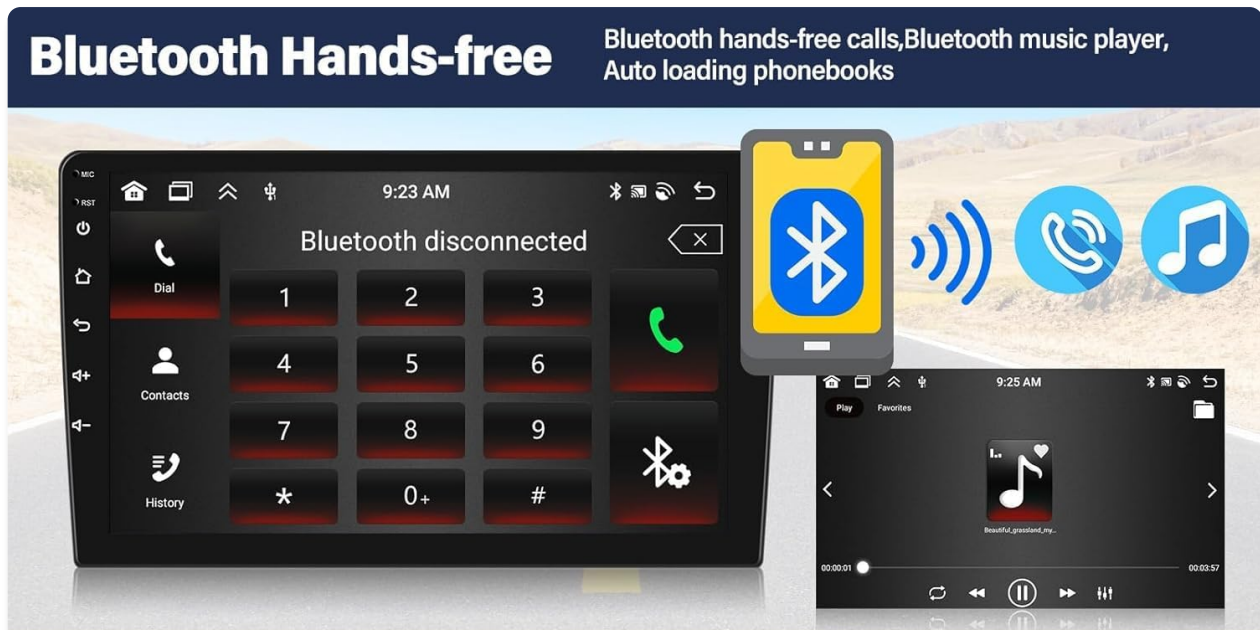 Bluetooth Hands-free
Bluetooth hands-free calls,Bluetooth music player,
Auto loading phonebooks
MIC
RST
9:23 AM
Bluetooth disconnected
Dial
1 2 3
4 5 6
Contacts
7 8 9
History
* 0+ #
9:25 AM
Play Favorites
Beautiful_grassland_my...
00:00:01 00:03:57